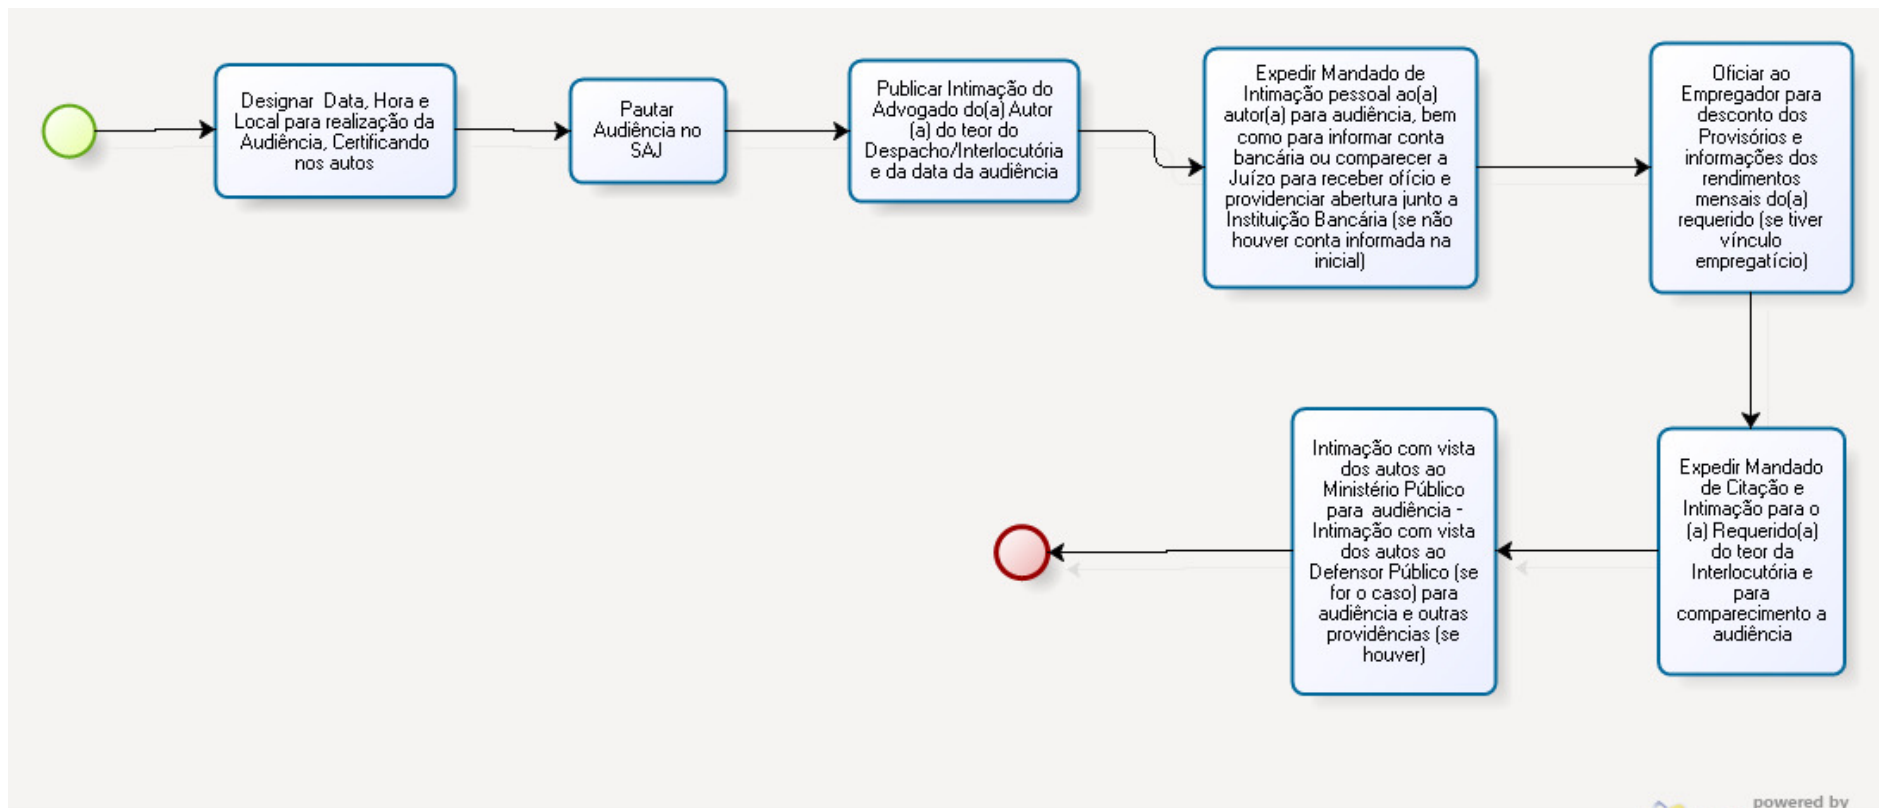 Designar Data, Hora e
Local para realização da
Audiência, Certificando
nos autos
Pautar
Audiência no
SAJ
Publicar Intimação do
Advogado do(a) Autor
(a) do teor do
Despacho/Interlocutória
e da data da audiência
Expedir Mandado de
Intimação pessoal ao(a)
autor(a) para audiência, bem
como para informar conta
bancária ou comparecer a
Juízo para receber ofício e
providenciar abertura junto a
Instituição Bancária (se não
houver conta informada na
inicial)
Oficiar ao
Empregador para
desconto dos
Provisórios e
informações dos
rendimentos
mensais do(a)
requerido (se tiver
vínculo
empregatício)
Expedir Mandado
de Citação e
Intimação para o
(a) Requerido(a)
do teor da
Interlocutória e
para
comparecimento a
audiência
Intimação com vista
dos autos ao
Ministério Público
para audiência -
Intimação com vista
dos autos ao
Defensor Público (se
for o caso) para
audiência e outras
providências (se
houver)
powered by